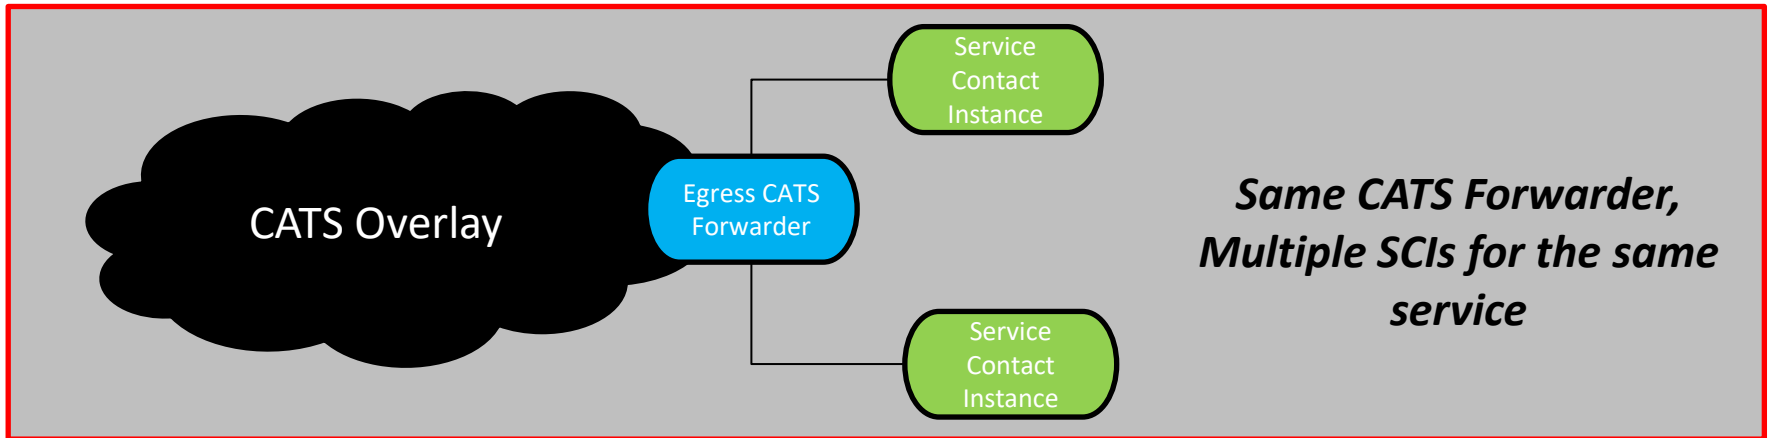 Service
Contact
Instance
CATS Overlay
Egress CATS
Forwarder
Same CATS Forwarder,
Multiple SCIs for the same
service
Service
Contact
Instance